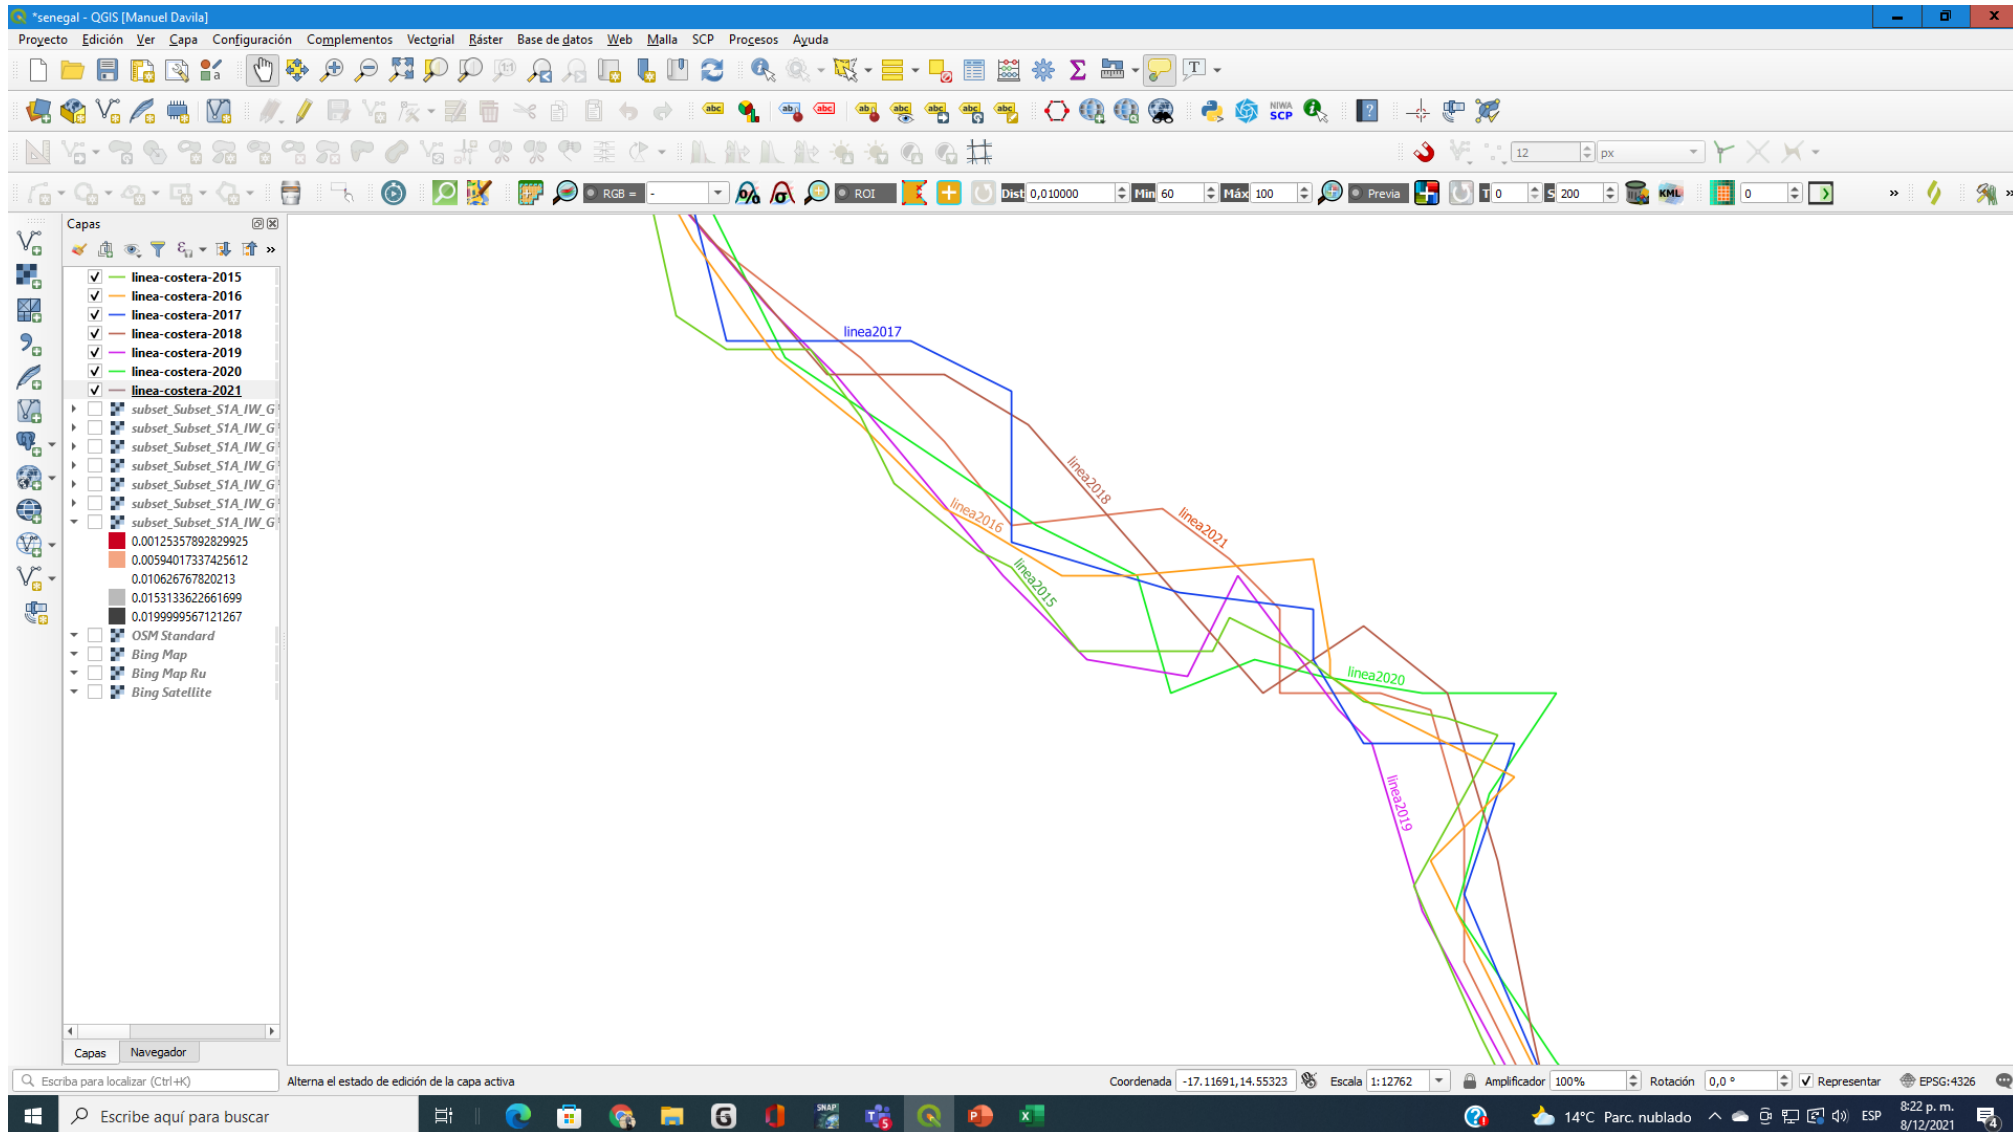 *senegal - QGIS [Manuel Davila]
Proyecto Edición Ver Capa Configuración Complementos Vectorial Ráster Base de datos Web Malla SCP Procesos Ayuda
NIWA
SCP
12 px
RGB = - ROI Dist 0,010000 Min 60 Máx 100 Previa T 0 S 200 KML 0
Capas
linea-costera-2015
linea-costera-2016
linea-costera-2017
linea-costera-2018
linea-costera-2019
linea-costera-2020
linea-costera-2021
subset_Subset_S1A_IW_G
subset_Subset_S1A_IW_G
subset_Subset_S1A_IW_G
subset_Subset_S1A_IW_G
subset_Subset_S1A_IW_G
subset_Subset_S1A_IW_G
subset_Subset_S1A_IW_G
0.00125357892829925
0.00594017337425612
0.010626767820213
0.0153133622661699
0.0199999567121267
OSM Standard
Bing Map
Bing Map Ru
Bing Satellite
linea2017
linea2018
linea2016
linea2021
linea2015
linea2020
linea2019
Capas Navegador
Escriba para localizar (Ctrl+K) Alterna el estado de edición de la capa activa Coordenada -17.11691,14.55323 Escala 1:12762 Amplificador 100% Rotación 0,0 ° Representar EPSG:4326
Escribe aquí para buscar
SNAP
14°C Parc. nublado ESP 8:22 p. m.
8/12/2021
4